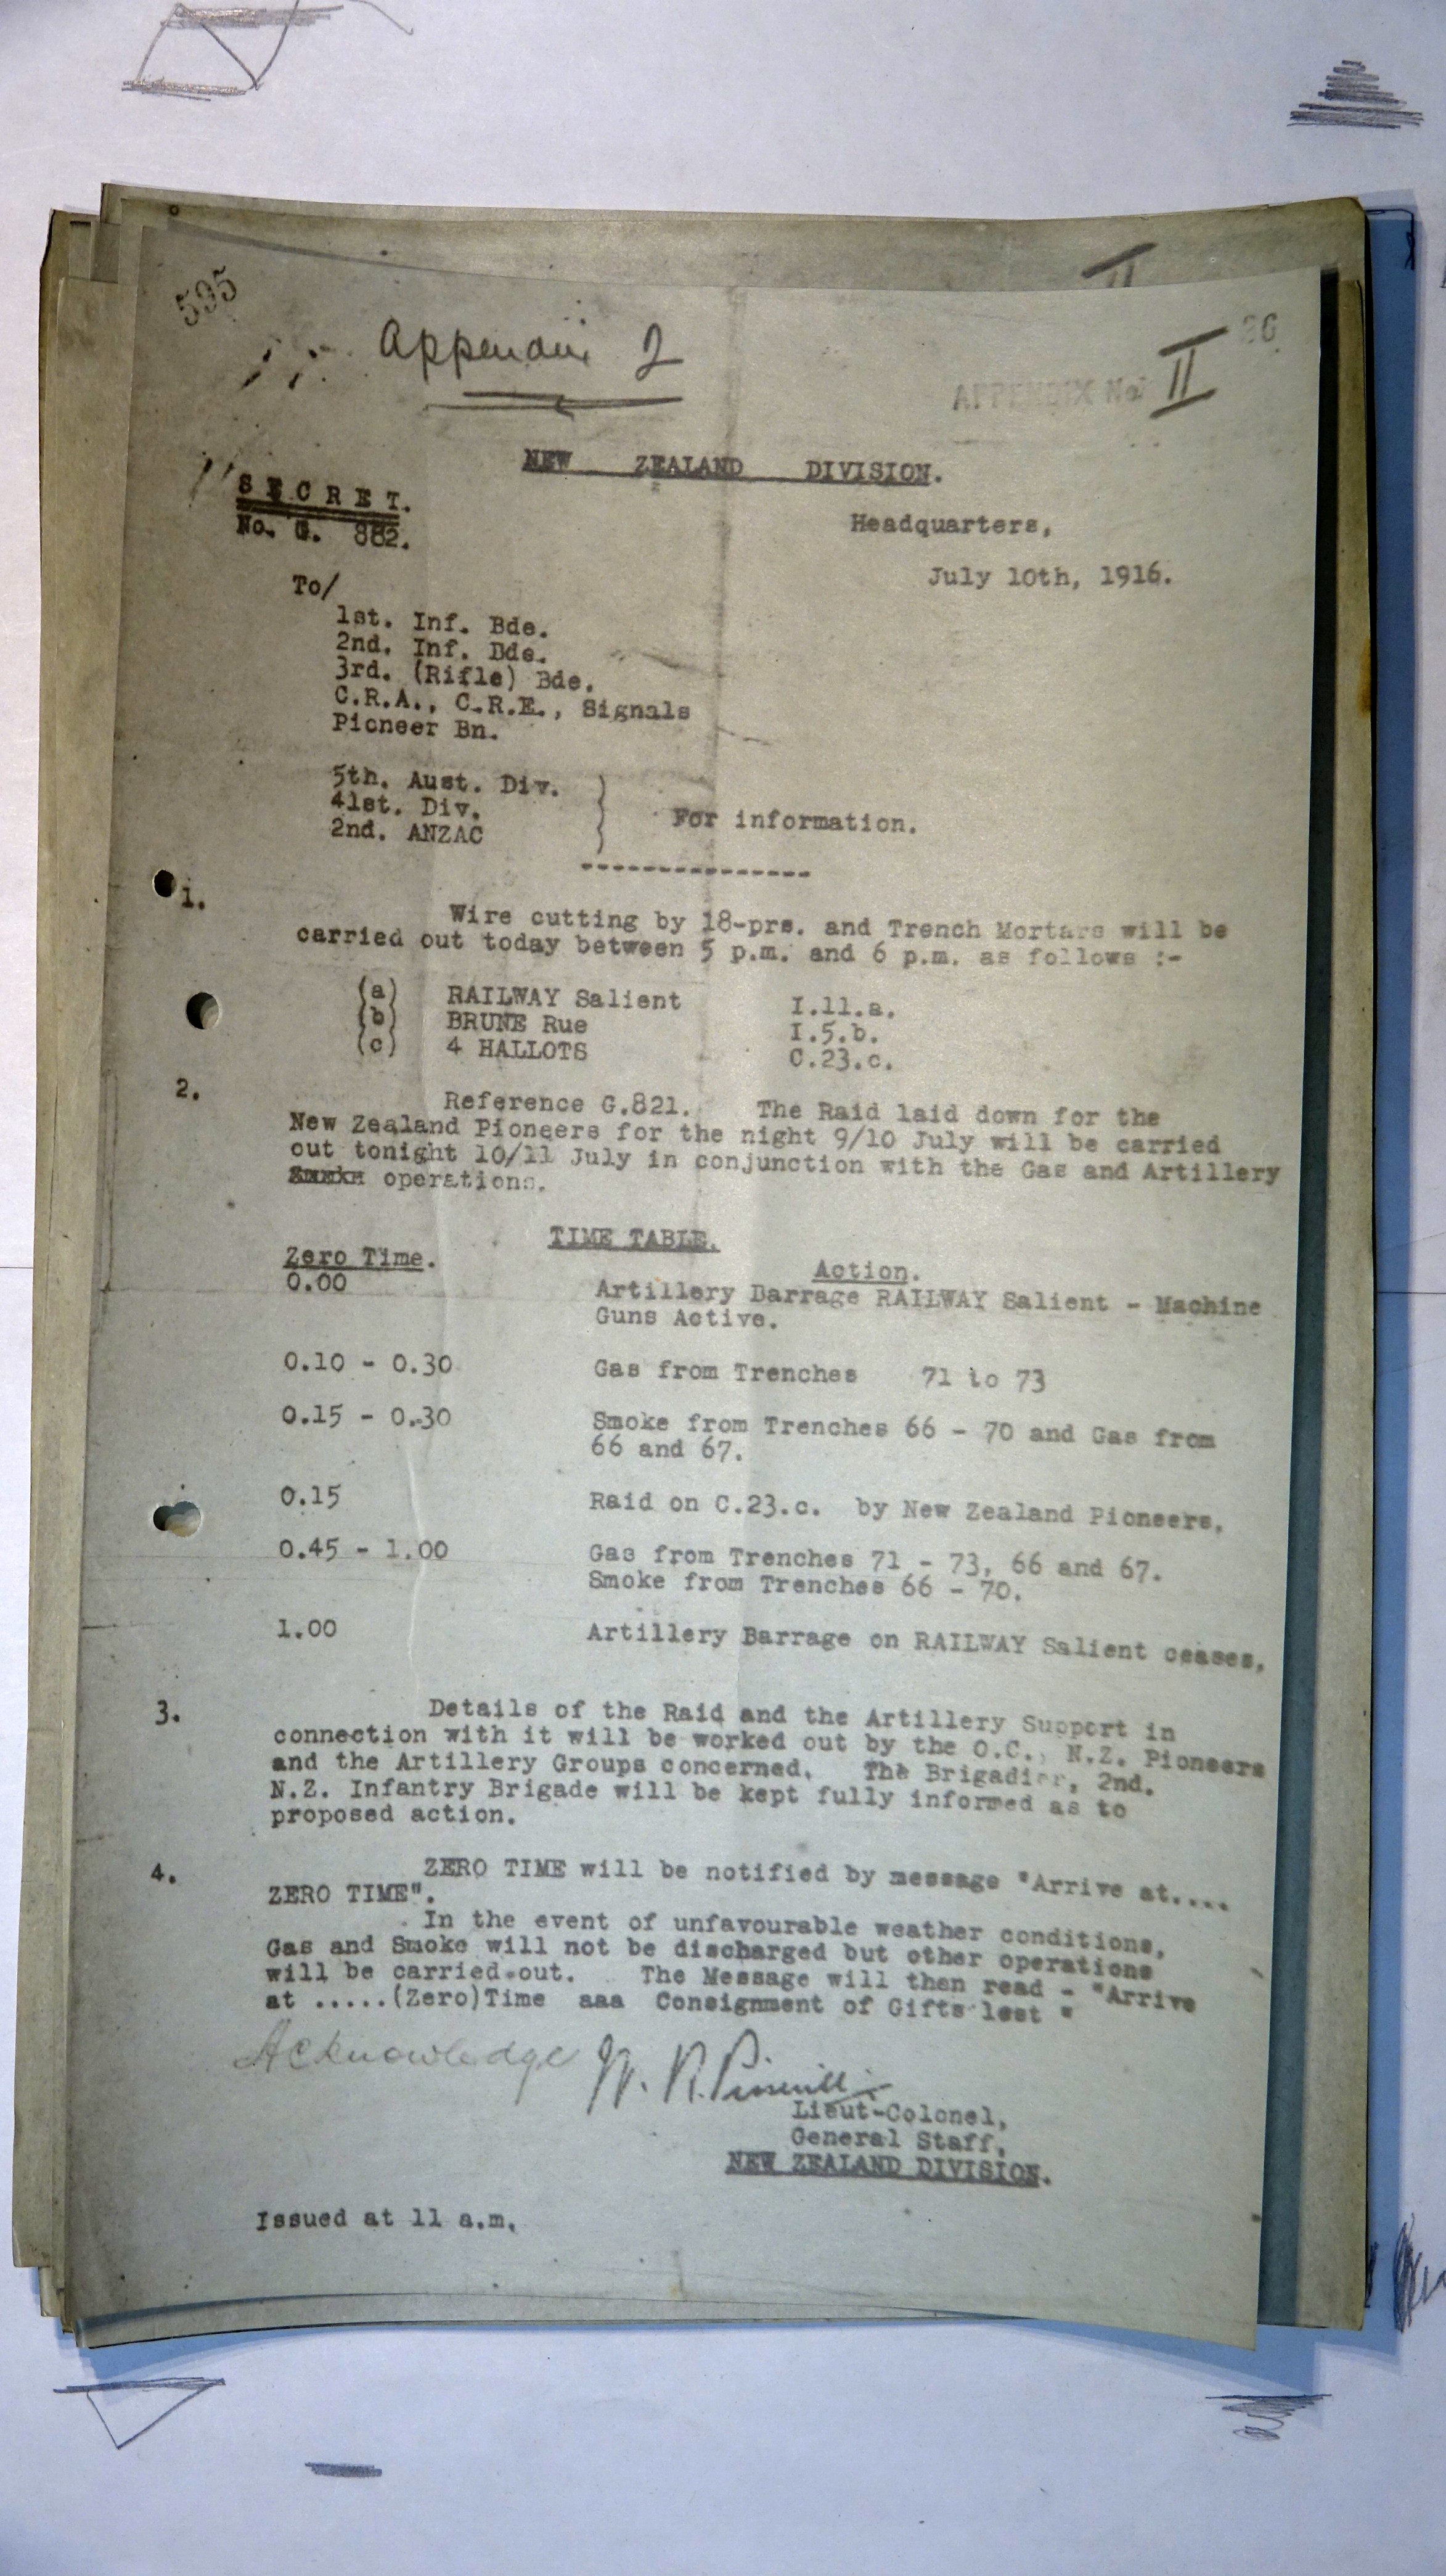 595
Appendix 2
II
20
APPENDIX No. II
NEW ZEALAND DIVISION.
SECRET.
No. G. 882.
Headquarters,
July 10th, 1916.
To/
1st. Inf. Bde.
2nd. Inf. Bde.
3rd. (Rifle) Bde.
C.R.A., C.R.E., Signals
Pioneer Bn.
5th. Aust. Div.
41st. Div.
2nd. ANZAC
For information.
---------------
1. Wire cutting by 18-prs. and Trench Mortars will be
carried out today between 5 p.m. and 6 p.m. as follows :-
(a) RAILWAY Salient I.11.a.
(b) BRUNE Rue I.5.b.
(c) 4 HALLOTS C.23.c.
2. Reference G.821. The Raid laid down for the
New Zealand Pioneers for the night 9/10 July will be carried
out tonight 10/11 July in conjunction with the Gas and Artillery
operations.
TIME TABLE.
Zero Time. Action.
0.00 Artillery Barrage RAILWAY Salient - Machine
Guns Active.
0.10 - 0.30 Gas from Trenches 71 to 73
0.15 - 0.30 Smoke from Trenches 66 - 70 and Gas from
66 and 67.
0.15 Raid on C.23.c. by New Zealand Pioneers,
0.45 - 1.00 Gas from Trenches 71 - 73, 66 and 67.
Smoke from Trenches 66 - 70.
1.00 Artillery Barrage on RAILWAY Salient ceases,
3. Details of the Raid and the Artillery Support in
connection with it will be worked out by the O.C., N.Z. Pioneers
and the Artillery Groups concerned. The Brigadier, 2nd.
N.Z. Infantry Brigade will be kept fully informed as to
proposed action.
4. ZERO TIME will be notified by message "Arrive at....
ZERO TIME".
In the event of unfavourable weather conditions,
Gas and Smoke will not be discharged but other operations
will be carried out. The Message will then read - "Arrive
at .....(Zero)Time aaa Consignment of Gifts lost "
Acknowledge
Lieut-Colonel,
General Staff,
NEW ZEALAND DIVISION.
Issued at 11 a.m.